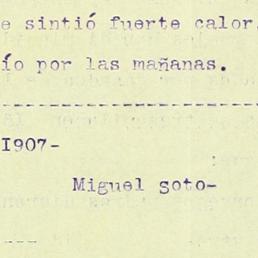 e sintió fuerte calor,
ío por las mañanas.
---------------------
1907-
Miguel soto-
---